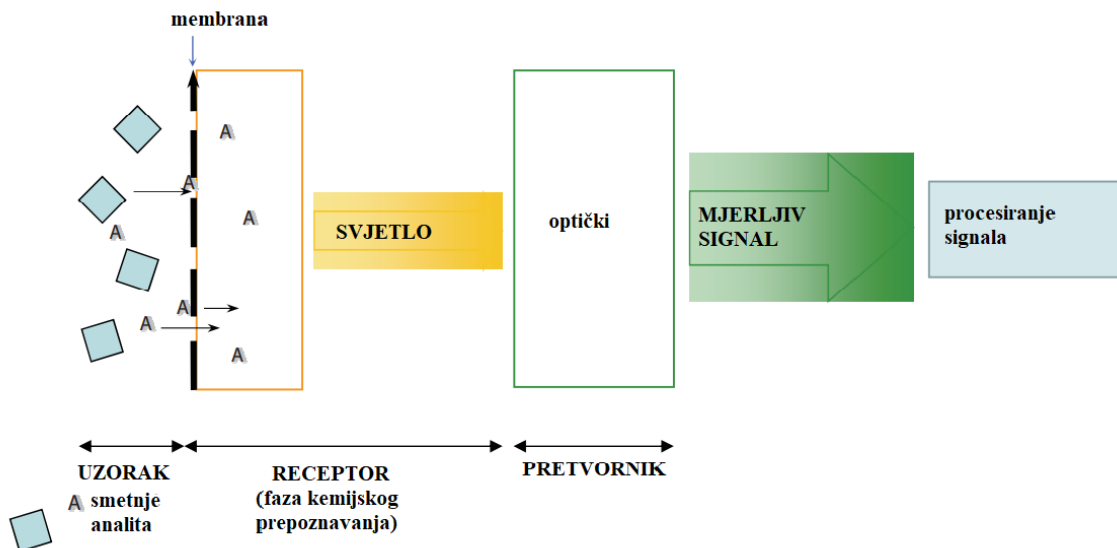 membrana
A
A
A
A
A
A
A
SVJETLO
optički
MJERLJIV
SIGNAL
procesiranje
signala
UZORAK
A smetnje
analita
RECEPTOR
(faza kemijskog
prepoznavanja)
PRETVORNIK